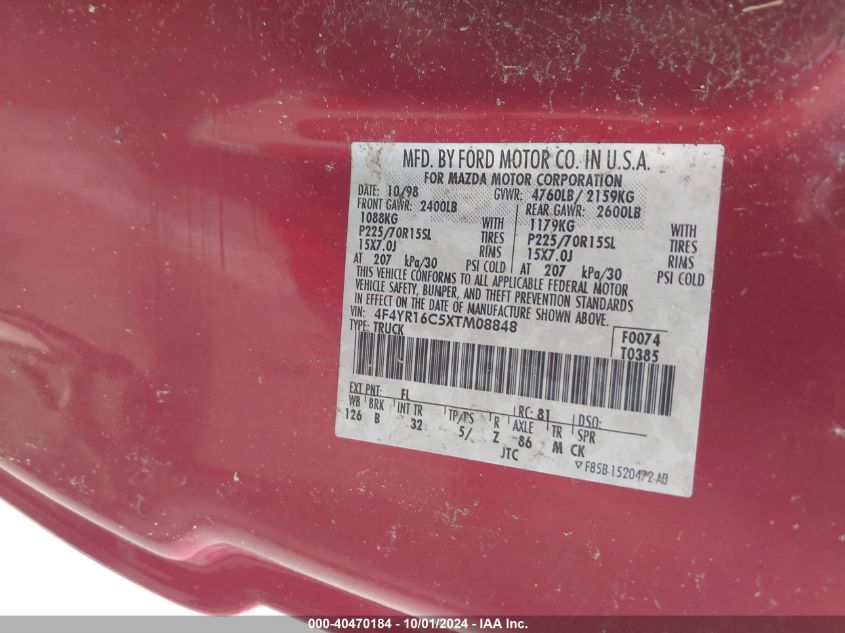 MFD. BY FORD MOTOR CO. IN U.S.A.
FOR MAZDA MOTOR CORPORATION
DATE: 10/98 GVWR: 4760LB/ 2159KG
FRONT GAWR: 2400LB REAR GAWR: 2600LB
1088KG WITH 1179KG WITH
P225/70R15SL TIRES P225/70R15SL TIRES
15X7.0J RIMS 15X7.0J RIMS
AT 207 kPa/30 PSI COLD AT 207 kPa/30 PSI COLD
THIS VEHICLE CONFORMS TO ALL APPLICABLE FEDERAL MOTOR
VEHICLE SAFETY, BUMPER, AND THEFT PREVENTION STANDARDS
IN EFFECT ON THE DATE OF MANUFACTURE SHOWN ABOVE.
VIN: 4F4YR16C5XTM08848
TYPE: TRUCK
F0074
T0385
EXT PNT: FL RC: 81 DSO:
WB BRK INT TR TP/PS R AXLE TR SPR
126 B 32 5/ Z 86 M CK
JTC
F85B-1520472-AB
000-40470184 - 10/01/2024 - IAA Inc.